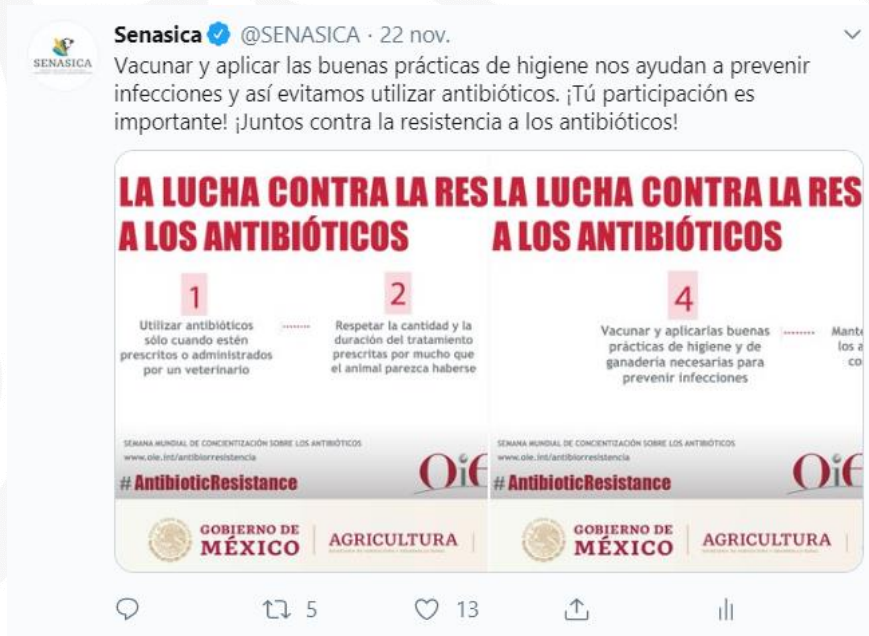 Senasica @SENASICA · 22 nov.
SENASICA
Vacunar y aplicar las buenas prácticas de higiene nos ayudan a prevenir
infecciones y así evitamos utilizar antibióticos. ¡Tú participación es
importante! ¡Juntos contra la resistencia a los antibióticos!
LA LUCHA CONTRA LA RES
A LOS ANTIBIÓTICOS
1
Utilizar antibióticos
sólo cuando estén
prescritos o administrados
por un veterinario
2
Respetar la cantidad y la
duración del tratamiento
prescritas por mucho que
el animal parezca haberse
SEMANA MUNDIAL DE CONCIENTIZACIÓN SOBRE LOS ANTIBIÓTICOS
www.oie.int/antibiorresistencia
# AntibioticResistance
Oie
GOBIERNO DE
MÉXICO
AGRICULTURA
LA LUCHA CONTRA LA RES
A LOS ANTIBIÓTICOS
4
Vacunar y aplicarlas buenas
prácticas de higiene y de
ganadería necesarias para
prevenir infecciones
Mante
los a
co
SEMANA MUNDIAL DE CONCIENTIZACIÓN SOBRE LOS ANTIBIÓTICOS
www.oie.int/antibiorresistencia
# AntibioticResistance
Oie
GOBIERNO DE
MÉXICO
AGRICULTURA
5
13